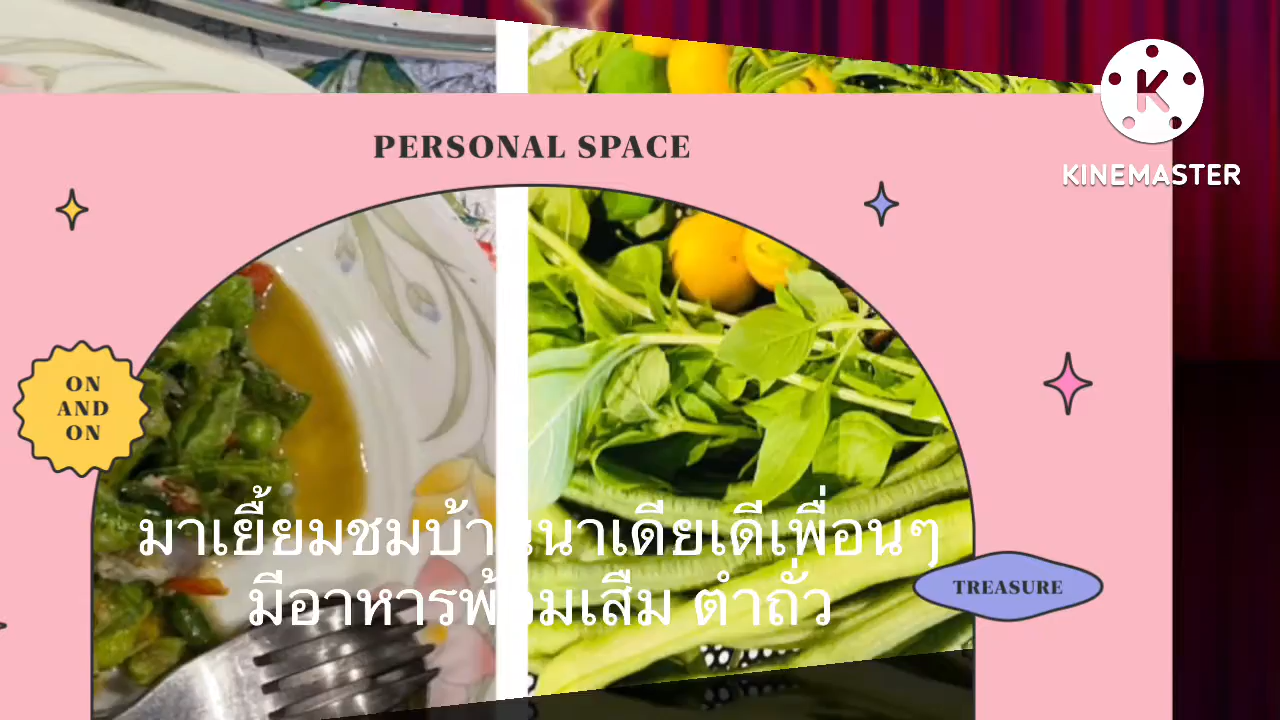 PERSONAL SPACE
KINEMASTER
ON
AND
ON
มาเยี้ยมชมบ้านนาเดียเดีเพื่อนๆ
มีอาหารพ้อมเสิม ตำถั่ว
TREASURE